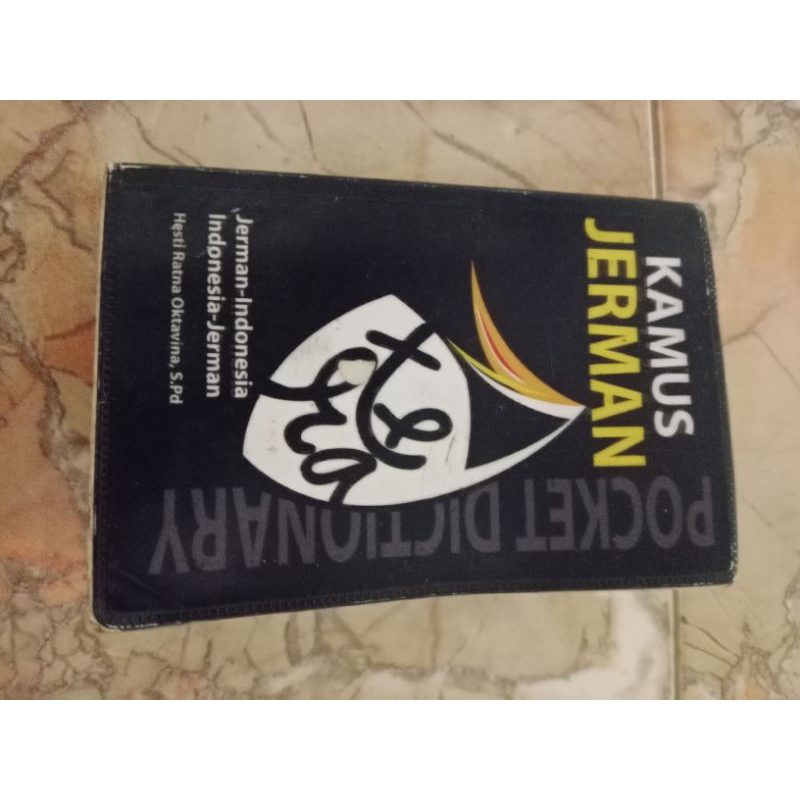 KAMUS
JERMAN
POCKET DICTIONARY
Jerman-Indonesia
Indonesia-Jerman
Hesti Ratna Oktavina, S.Pd